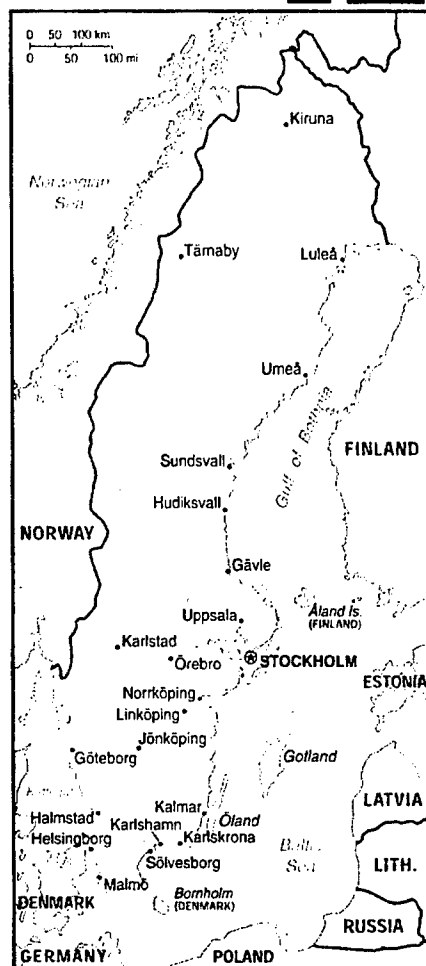 0 50 100 km
0 50 100 mi
Kiruna
Norwegian
Sea
Tärnaby
Luleå
Umeå
Gulf of Bothnia
FINLAND
Sundsvall
Hudiksvall
NORWAY
Gävle
Åland Is.
(FINLAND)
Uppsala
Karlstad
Örebro
STOCKHOLM
ESTONIA
Norrköping
Linköping
Jönköping
Göteborg
Gotland
LATVIA
Kalmar
Öland
Halmstad
Karlshamn
Helsingborg
Karlskrona
Sölvesborg
Sea
LITH.
Malmö
Bornholm
(DENMARK)
DENMARK
RUSSIA
GERMANY
POLAND